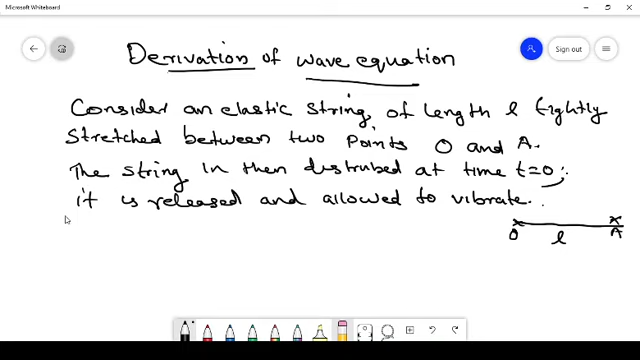 Microsoft Whiteboard
Sign out
Derivation of wave equation
Consider an elastic string of length l tightly
stretched between two points O and A.
The string in then distrubed at time t=0;
it is released and allowed to vibrate.
O l A